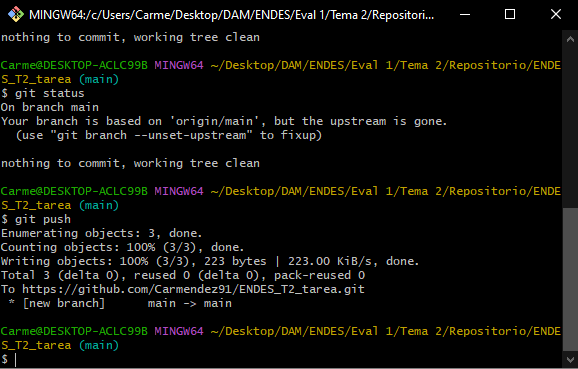 MINGW64:/c/Users/Carme/Desktop/DAM/ENDES/Eval 1/Tema 2/Repositori...
nothing to commit, working tree clean
Carme@DESKTOP-ACLC99B MINGW64 ~/Desktop/DAM/ENDES/Eval 1/Tema 2/Repositorio/ENDE
S_T2_tarea (main)
$ git status
On branch main
Your branch is based on 'origin/main', but the upstream is gone.
  (use "git branch --unset-upstream" to fixup)
nothing to commit, working tree clean
Carme@DESKTOP-ACLC99B MINGW64 ~/Desktop/DAM/ENDES/Eval 1/Tema 2/Repositorio/ENDE
S_T2_tarea (main)
$ git push
Enumerating objects: 3, done.
Counting objects: 100% (3/3), done.
Writing objects: 100% (3/3), 223 bytes | 223.00 KiB/s, done.
Total 3 (delta 0), reused 0 (delta 0), pack-reused 0
To https://github.com/Carmendez91/ENDES_T2_tarea.git
 * [new branch]      main -> main
Carme@DESKTOP-ACLC99B MINGW64 ~/Desktop/DAM/ENDES/Eval 1/Tema 2/Repositorio/ENDE
S_T2_tarea (main)
$